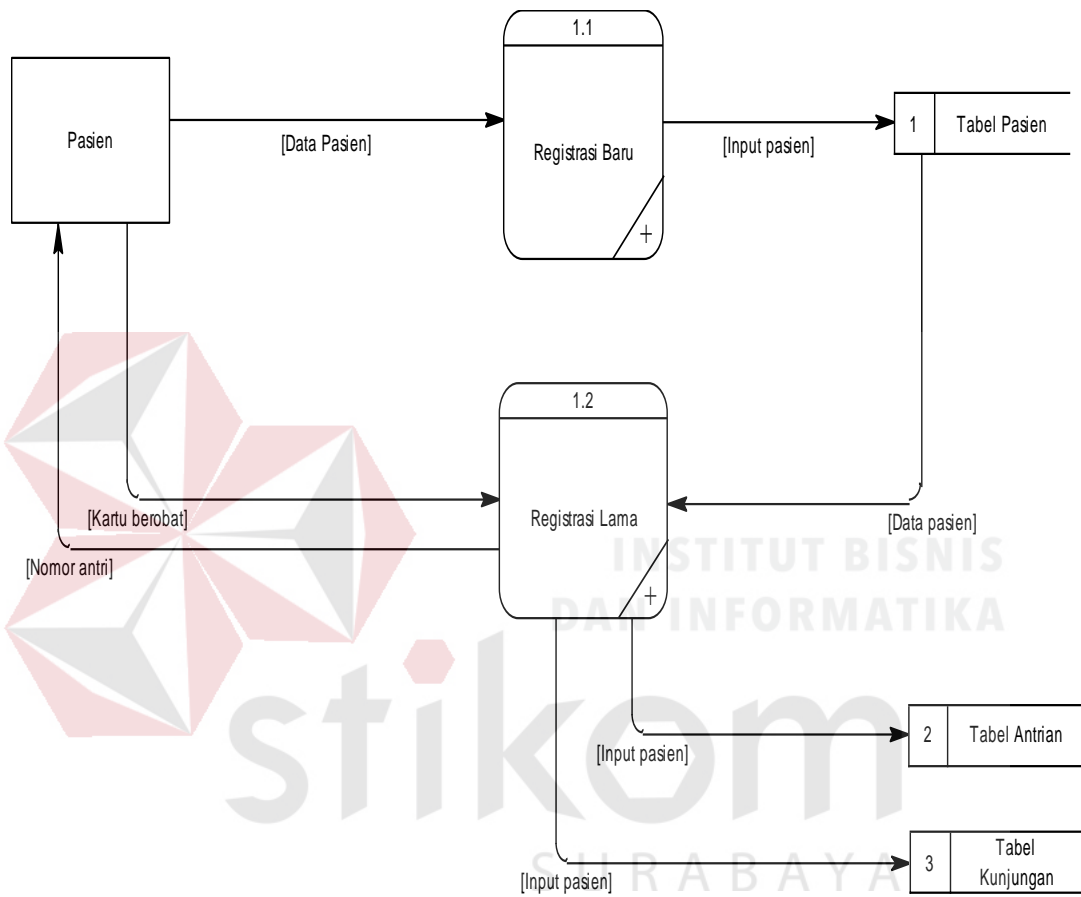 1.1
Pasien
[Data Pasien]
Registrasi Baru
+
[Input pasien]
1
Tabel Pasien
1.2
[Kartu berobat]
[Nomor antri]
Registrasi Lama
+
[Data pasien]
INSTITUT BISNIS
DAN INFORMATIKA
stikom
SURABAYA
[Input pasien]
2
Tabel Antrian
[Input pasien]
3
Tabel
Kunjungan